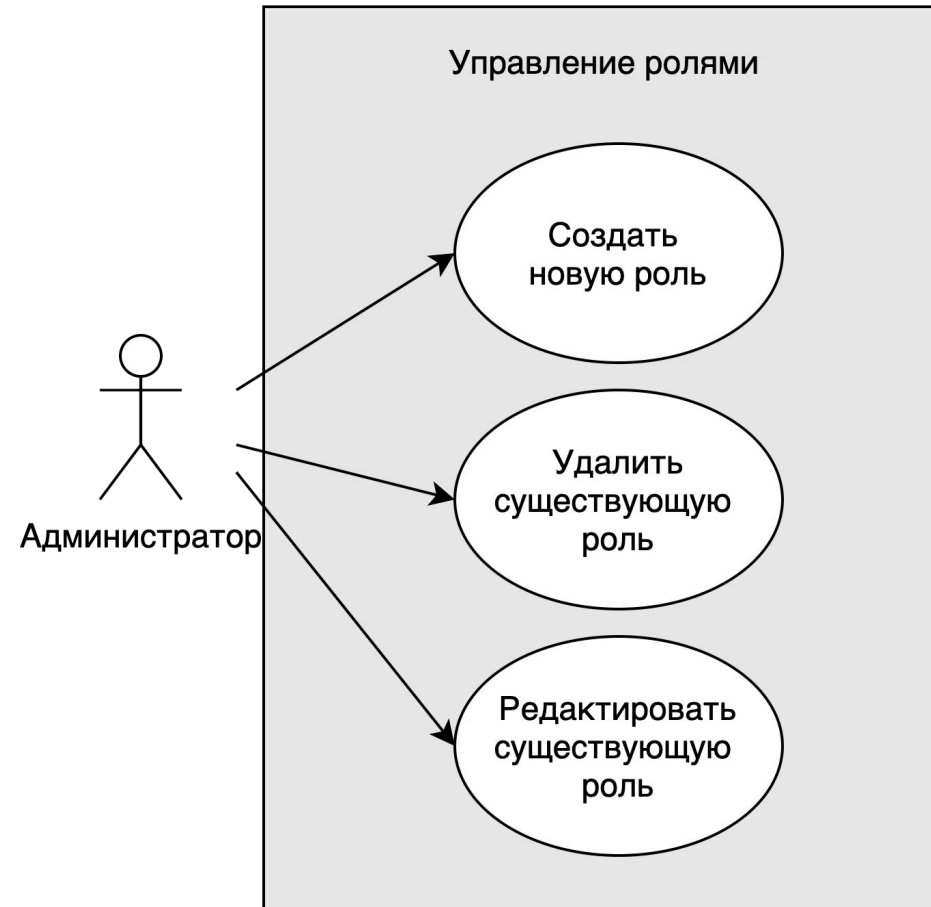 Управление ролями
Создать
новую роль
Удалить
существующую
роль
Администратор
Редактировать
существующую
роль